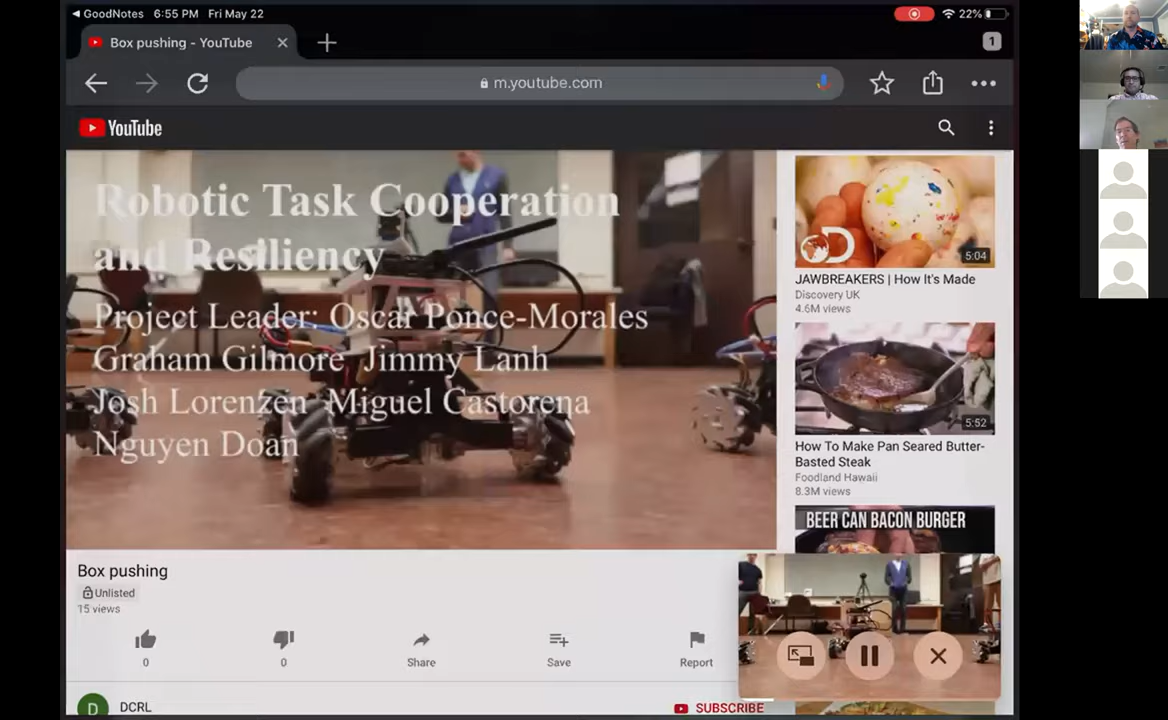 GoodNotes 6:55 PM Fri May 22
22%
Box pushing - YouTube
1
m.youtube.com
YouTube
Robotic Task Cooperation
and Resiliency
Project Leader: Oscar Ponce-Morales
Graham Gilmore Jimmy Lanh
Josh Lorenzen Miguel Castorena
Nguyen Doan
5:04
JAWBREAKERS | How It's Made
Discovery UK
4.6M views
5:52
How To Make Pan Seared Butter-
Basted Steak
Foodland Hawaii
8.3M views
BEER CAN BACON BURGER
Box pushing
Unlisted
15 views
0
0
Share
Save
Report
D
DCRL
SUBSCRIBE